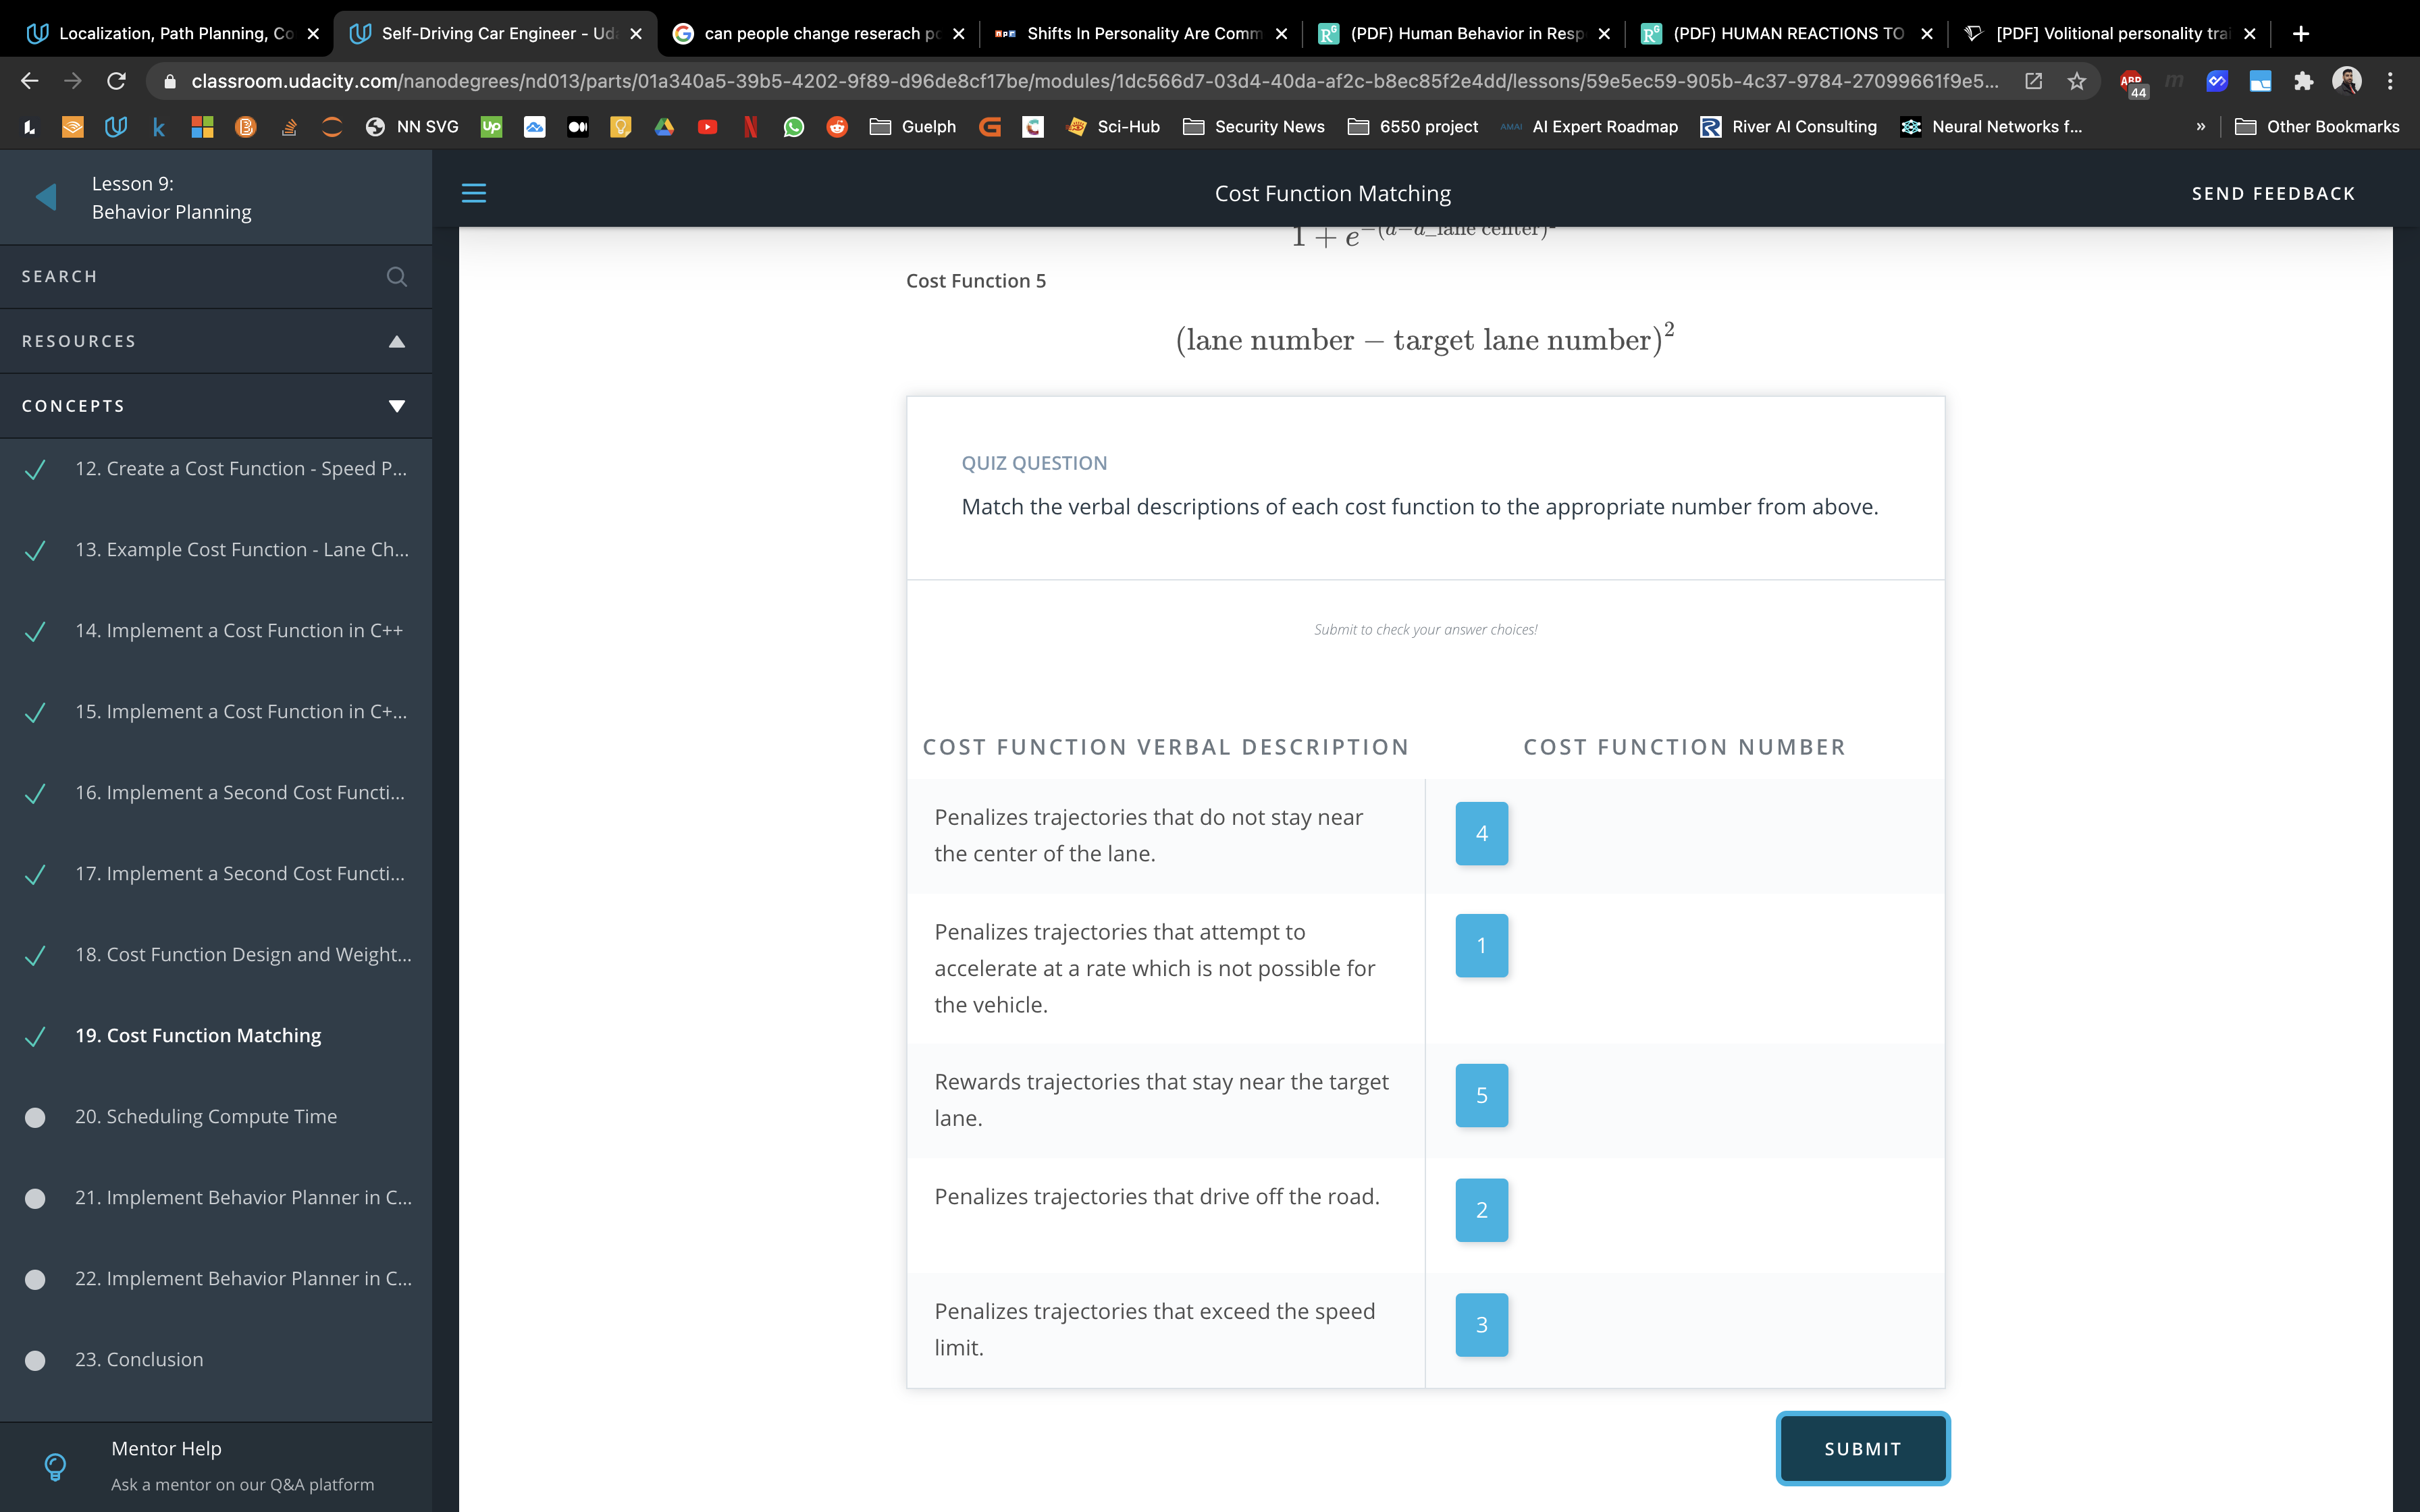 Localization, Path Planning, Co
Self-Driving Car Engineer - Uda
can people change reserach po
Shifts In Personality Are Comm
(PDF) Human Behavior in Resp
(PDF) HUMAN REACTIONS TO
[PDF] Volitional personality trai
classroom.udacity.com/nanodegrees/nd013/parts/01a340a5-39b5-4202-9f89-d96de8cf17be/modules/1dc566d7-03d4-40da-af2c-b8ec85f2e4dd/lessons/59e5ec59-905b-4c37-9784-27099661f9e5...
ABP
44
NN SVG
Guelph
Sci-Hub
Security News
6550 project
AI Expert Roadmap
River AI Consulting
Neural Networks f...
»
Other Bookmarks
Lesson 9:
Behavior Planning
SEARCH
RESOURCES
CONCEPTS
12. Create a Cost Function - Speed P...
13. Example Cost Function - Lane Ch...
14. Implement a Cost Function in C++
15. Implement a Cost Function in C+...
16. Implement a Second Cost Functi...
17. Implement a Second Cost Functi...
18. Cost Function Design and Weight...
19. Cost Function Matching
20. Scheduling Compute Time
21. Implement Behavior Planner in C...
22. Implement Behavior Planner in C...
23. Conclusion
Mentor Help
Ask a mentor on our Q&A platform
Cost Function Matching
SEND FEEDBACK
1 + e^−(d−d_lane center)²
Cost Function 5
(lane number − target lane number)²
QUIZ QUESTION
Match the verbal descriptions of each cost function to the appropriate number from above.
Submit to check your answer choices!
COST FUNCTION VERBAL DESCRIPTION
COST FUNCTION NUMBER
Penalizes trajectories that do not stay near
the center of the lane.
4
Penalizes trajectories that attempt to
accelerate at a rate which is not possible for
the vehicle.
1
Rewards trajectories that stay near the target
lane.
5
Penalizes trajectories that drive off the road.
2
Penalizes trajectories that exceed the speed
limit.
3
SUBMIT